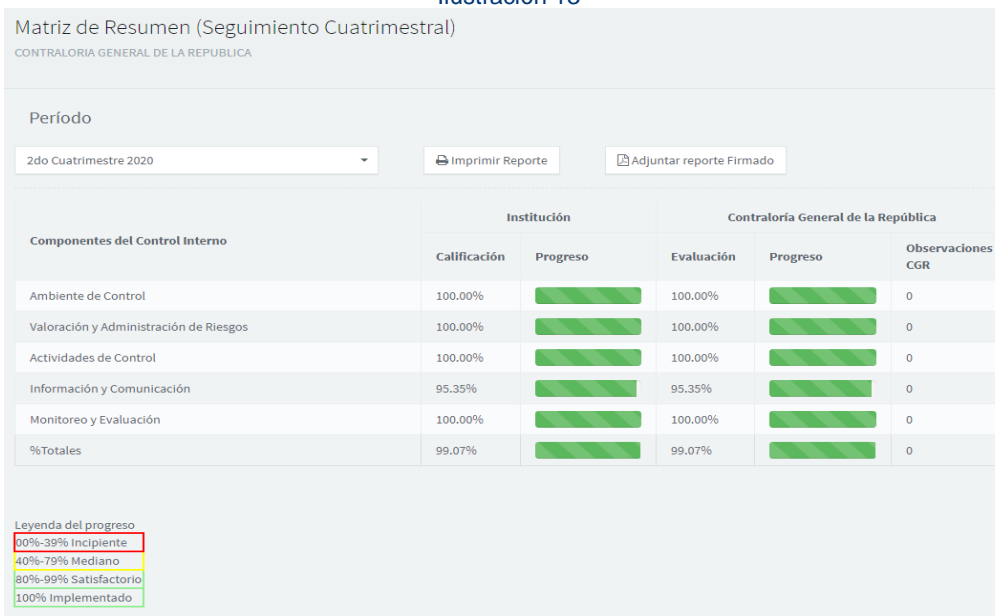 Ilustración 18
Matriz de Resumen (Seguimiento Cuatrimestral)
CONTRALORIA GENERAL DE LA REPUBLICA
Período
2do Cuatrimestre 2020
Imprimir Reporte
Adjuntar reporte Firmado
Componentes del Control Interno
Institución
Contraloría General de la República
Calificación Progreso Evaluación Progreso Observaciones CGR
Ambiente de Control 100.00% 100.00% 0
Valoración y Administración de Riesgos 100.00% 100.00% 0
Actividades de Control 100.00% 100.00% 0
Información y Comunicación 95.35% 95.35% 0
Monitoreo y Evaluación 100.00% 100.00% 0
%Totales 99.07% 99.07% 0
Leyenda del progreso
00%-39% Incipiente
40%-79% Mediano
80%-99% Satisfactorio
100% Implementado